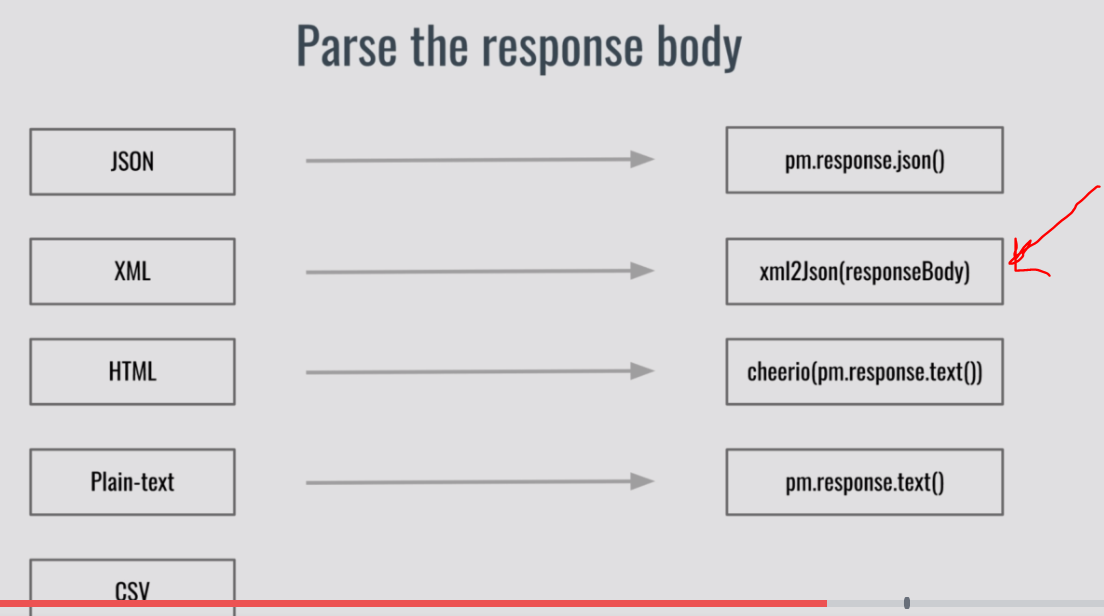 Parse the response body
JSON
pm.response.json()
XML
xml2Json(responseBody)
HTML
cheerio(pm.response.text())
Plain-text
pm.response.text()
CSV